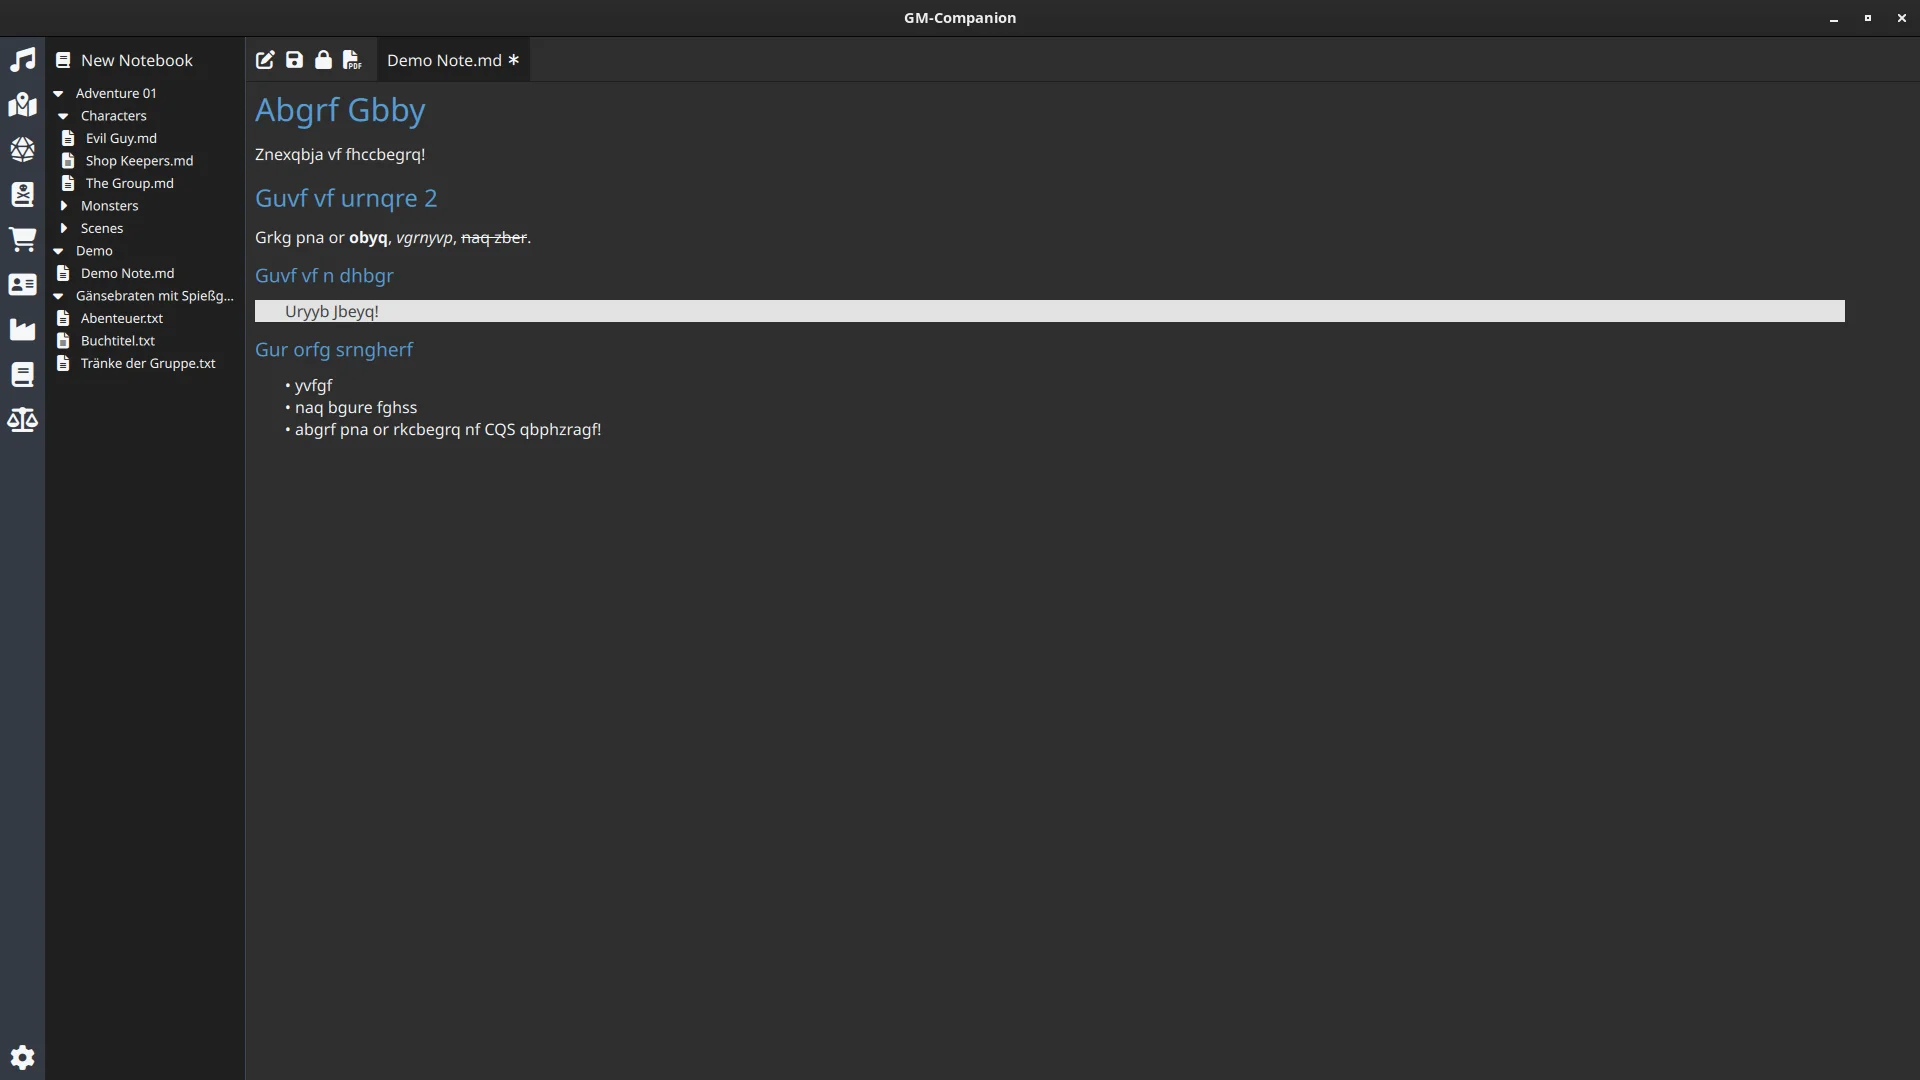 GM-Companion
New Notebook
Adventure 01
Characters
Evil Guy.md
Shop Keepers.md
The Group.md
Monsters
Scenes
Demo
Demo Note.md
Gänsebraten mit Spießg...
Abenteuer.txt
Buchtitel.txt
Tränke der Gruppe.txt
PDF
Demo Note.md *
Abgrf Gbby
Znexqbja vf fhccbegrq!
Guvf vf urnqre 2
Grkg pna or obyq, vgrnyvp, naq zber.
Guvf vf n dhbgr
Uryyb Jbeyq!
Gur orfg srngherf
• yvfgf
• naq bgure fghss
• abgrf pna or rkcbegrq nf CQS qbphzragf!